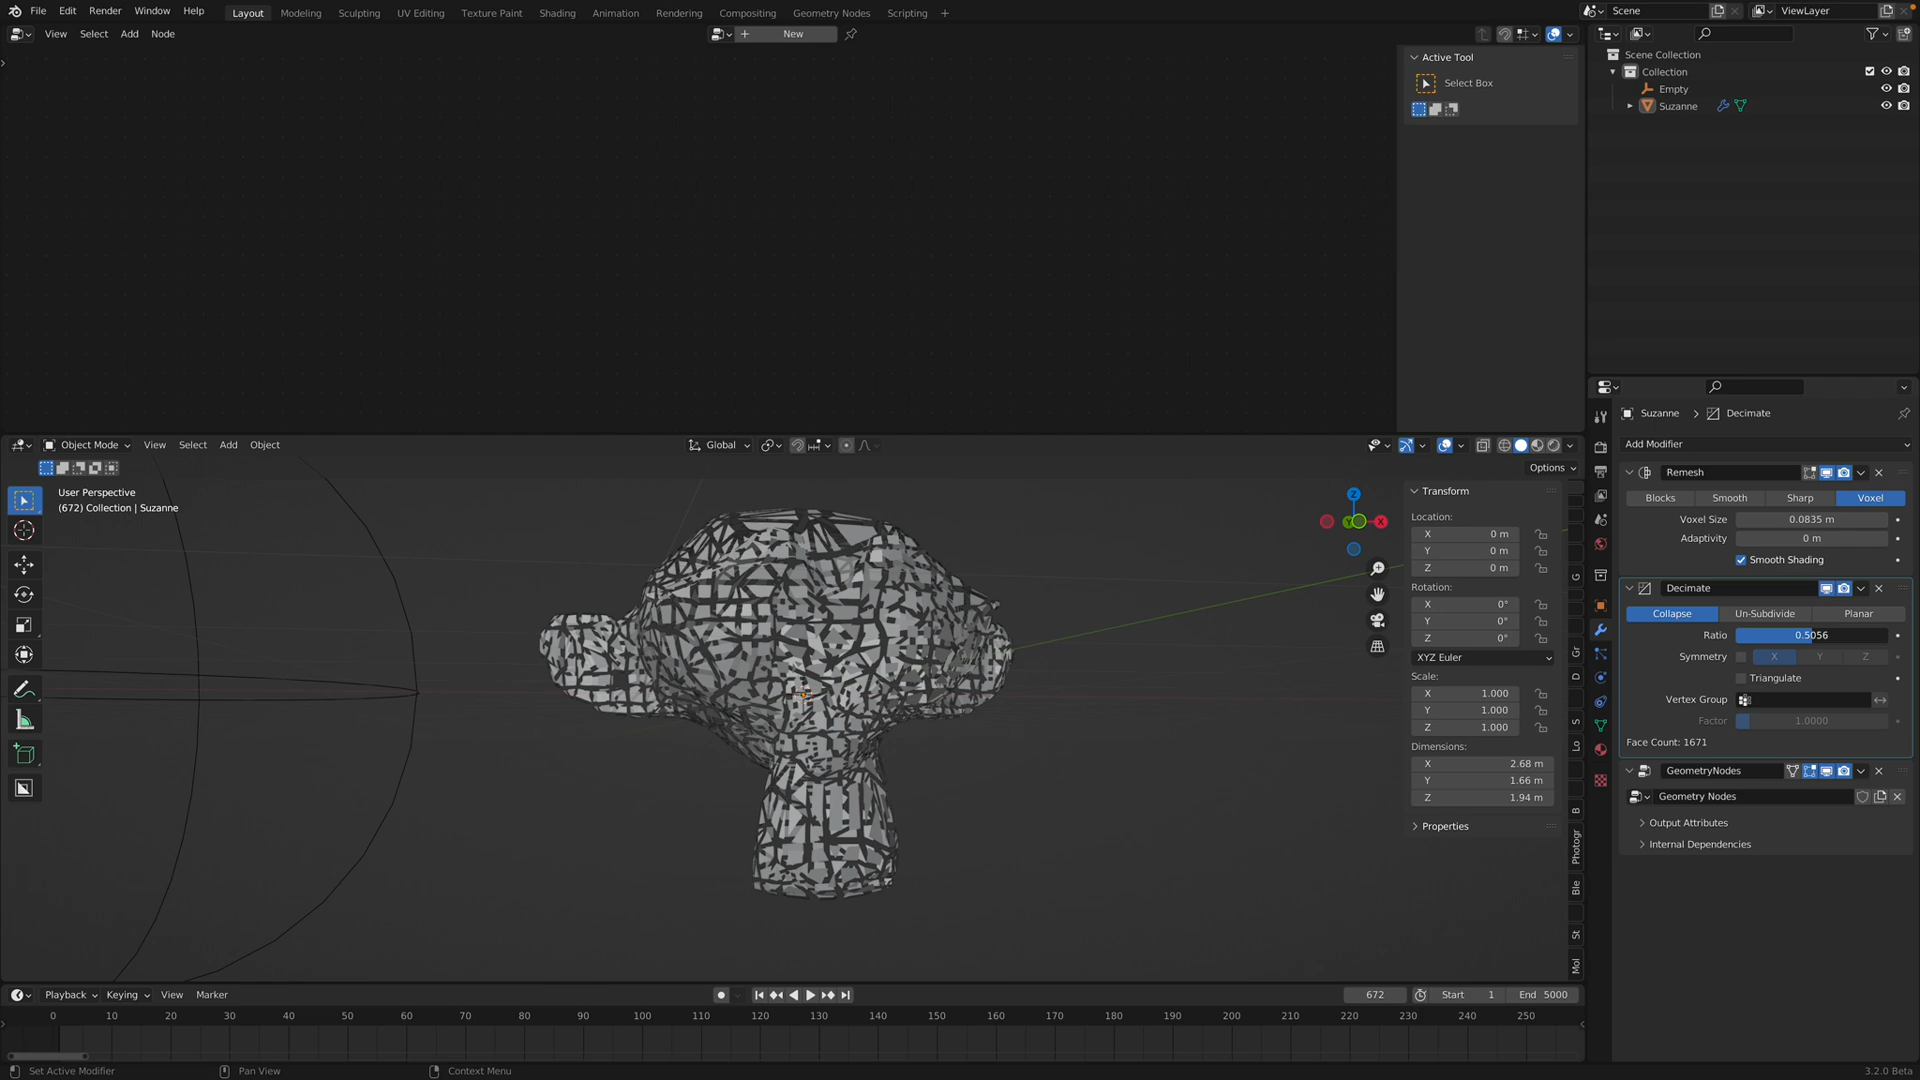 File Edit Render Window Help Layout Modeling Sculpting UV Editing Texture Paint Shading Animation Rendering Compositing Geometry Nodes Scripting + Scene ViewLayer
View Select Add Node + New
Active Tool
Select Box
Scene Collection
Collection
Empty
Suzanne
Suzanne > Decimate
Add Modifier
Remesh
Blocks Smooth Sharp Voxel
Voxel Size 0.0835 m
Adaptivity 0 m
Smooth Shading
Decimate
Collapse Un-Subdivide Planar
Ratio 0.5056
Symmetry X Y Z
Triangulate
Vertex Group
Factor 1.0000
Face Count: 1671
GeometryNodes
Geometry Nodes
Output Attributes
Internal Dependencies
Object Mode View Select Add Object Global
Options
User Perspective
(672) Collection | Suzanne
Z
Y
X
Transform
Location:
X 0 m
Y 0 m
Z 0 m
Rotation:
X 0°
Y 0°
Z 0°
XYZ Euler
Scale:
X 1.000
Y 1.000
Z 1.000
Dimensions:
X 2.68 m
Y 1.66 m
Z 1.94 m
Properties
G
Gr
D
S
Lo
B
Photogr
Ble
St
Mol
Playback Keying View Marker 672 Start 1 End 5000
0 10 20 30 40 50 60 70 80 90 100 110 120 130 140 150 160 170 180 190 200 210 220 230 240 250
Set Active Modifier Pan View Context Menu 3.2.0 Beta